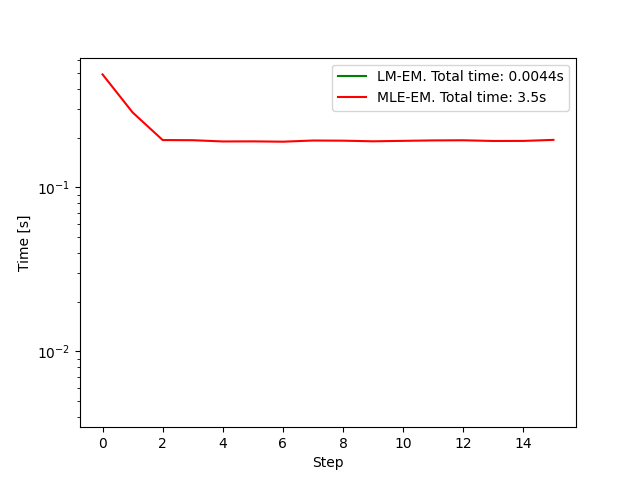 LM-EM. Total time: 0.0044s
MLE-EM. Total time: 3.5s
10⁻¹
10⁻²
Time [s]
0 2 4 6 8 10 12 14
Step